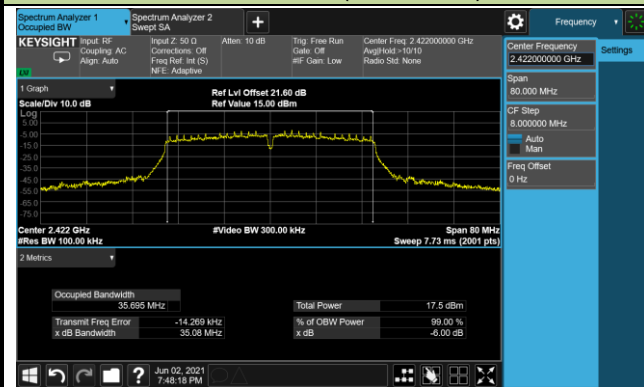 Spectrum Analyzer 1
Occupied BW
Spectrum Analyzer 2
Swept SA
+
Frequency
KEYSIGHT
Input: RF
Coupling: AC
Align: Auto
Input Z: 50 Ω
Corrections: Off
Freq Ref: Int (S)
NFE: Adaptive
Atten: 10 dB
Trig: Free Run
Gate: Off
#IF Gain: Low
Center Freq: 2.422000000 GHz
Avg|Hold:>10/10
Radio Std: None
LU
Center Frequency
2.422000000 GHz
Settings
Span
80.000 MHz
CF Step
8.000000 MHz
Auto
Man
Freq Offset
0 Hz
1 Graph
Scale/Div 10.0 dB
Ref Lvl Offset 21.60 dB
Ref Value 15.00 dBm
Log
5.00
-5.00
-15.0
-25.0
-35.0
-45.0
-55.0
-65.0
-75.0
Center 2.422 GHz
#Res BW 100.00 kHz
#Video BW 300.00 kHz
Span 80 MHz
Sweep 7.73 ms (2001 pts)
2 Metrics
Occupied Bandwidth
35.695 MHz
Total Power 17.5 dBm
Transmit Freq Error -14.269 kHz
% of OBW Power 99.00 %
x dB Bandwidth 35.08 MHz
x dB -6.00 dB
?
Jun 02, 2021
7:48:18 PM